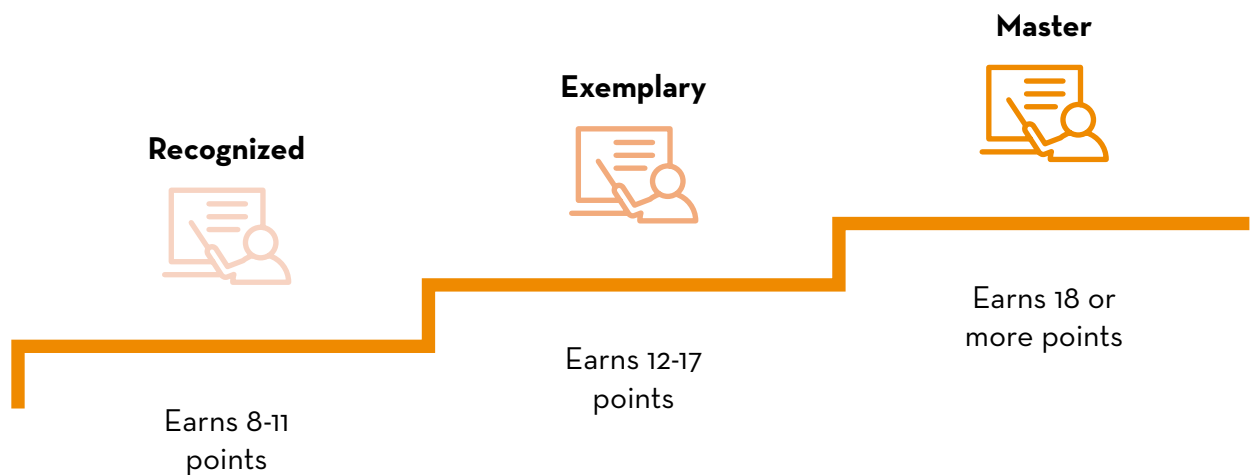 Master
Exemplary
Recognized
Earns 18 or
more points
Earns 12-17
points
Earns 8-11
points